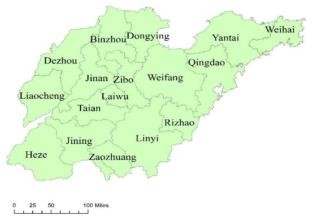 Weihai
Yantai
Binzhou
Dongying
Qingdao
Dezhou
Jinan
Zibo
Weifang
Liaocheng
Laiwu
Taian
Rizhao
Linyi
Jining
Heze
Zaozhuang
0 25 50 100 Miles